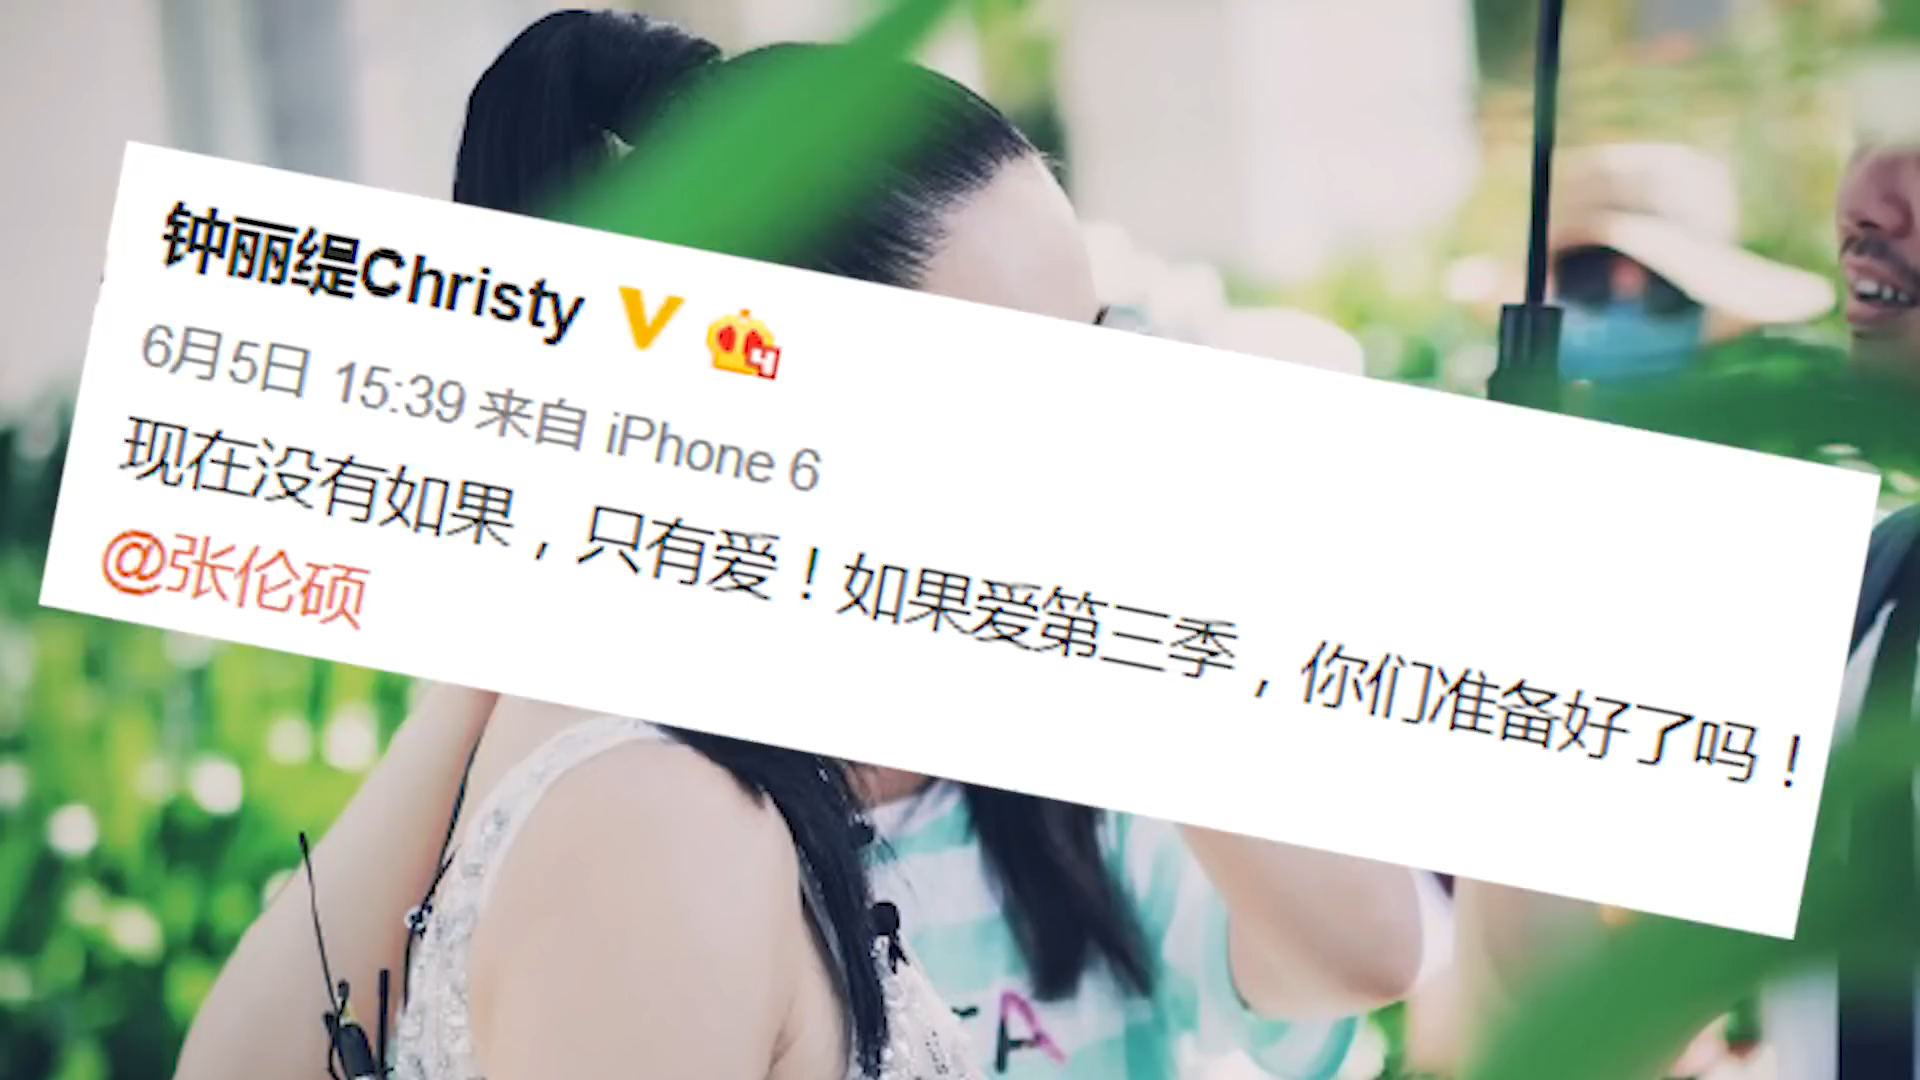 钟丽缇Christy
6月5日 15:39 来自 iPhone 6
现在没有如果，只有爱！如果爱第三季，你们准备好了吗！
@张伦硕